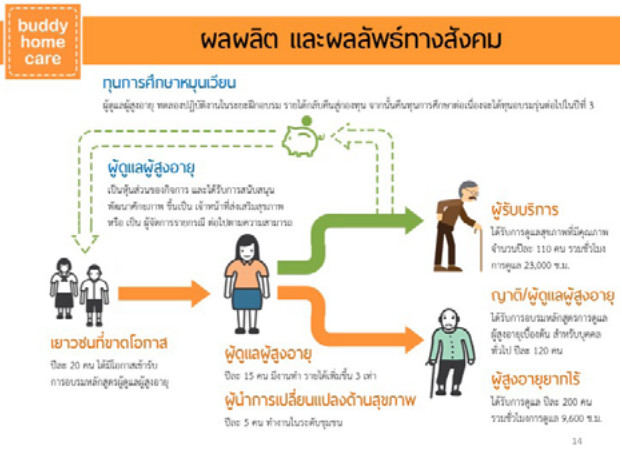 buddy
home
care
ผลผลิต และผลลัพธ์ทางสังคม
ทุนการศึกษาหมุนเวียน
ผู้ดูแลผู้สูงอายุ ทดลองปฏิบัติงานในระยะฝึกอบรม รายได้กลับคืนสู่กองทุน จากนั้นคืนทุนการศึกษาต่อเนื่องจะได้ทุนอบรมรุ่นต่อไปในปีที่ 3
ผู้ดูแลผู้สูงอายุ
เป็นหุ้นส่วนของกิจการ และได้รับการสนับสนุน
พัฒนาศักยภาพ ขึ้นเป็น เจ้าหน้าที่ส่งเสริมสุขภาพ
หรือ เป็น ผู้จัดการรายกรณี ต่อไปตามความสามารถ
ผู้รับบริการ
ได้รับการดูแลสุขภาพที่มีคุณภาพ
จำนวนปีละ 110 คน รวมชั่วโมง
การดูแล 23,000 ช.ม.
ญาติ/ผู้ดูแลผู้สูงอายุ
ได้รับการอบรมหลักสูตรการดูแล
ผู้สูงอายุเบื้องต้น สำหรับบุคคล
ทั่วไป ปีละ 120 คน
เยาวชนที่ขาดโอกาส
ปีละ 20 คน ได้มีโอกาสเข้ารับ
การอบรมหลักสูตรผู้ดูแลผู้สูงอายุ
ผู้ดูแลผู้สูงอายุ
ปีละ 15 คน มีงานทำ รายได้เพิ่มขึ้น 3 เท่า
ผู้นำการเปลี่ยนแปลงด้านสุขภาพ
ปีละ 5 คน ทำงานในระดับชุมชน
ผู้สูงอายุยากไร้
ได้รับการดูแล ปีละ 200 คน
รวมชั่วโมงการดูแล 9,600 ช.ม.
14